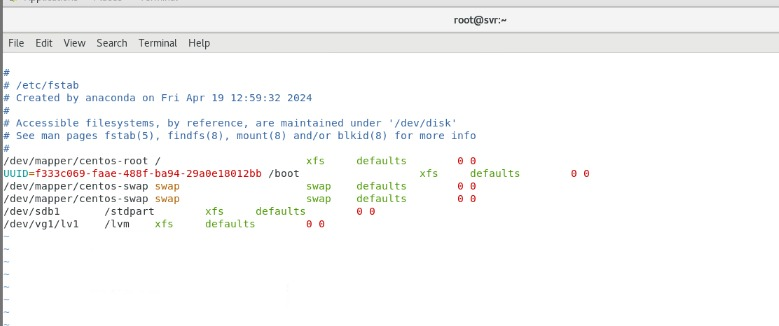 root@svr:~
File Edit View Search Terminal Help
#
# /etc/fstab
# Created by anaconda on Fri Apr 19 12:59:32 2024
#
# Accessible filesystems, by reference, are maintained under '/dev/disk'
# See man pages fstab(5), findfs(8), mount(8) and/or blkid(8) for more info
#
/dev/mapper/centos-root / xfs defaults 0 0
UUID=f333c069-faae-488f-ba94-29a0e18012bb /boot xfs defaults 0 0
/dev/mapper/centos-swap swap swap defaults 0 0
/dev/mapper/centos-swap swap swap defaults 0 0
/dev/sdb1 /stdpart xfs defaults 0 0
/dev/vg1/lv1 /lvm xfs defaults 0 0
~
~
~
~
~
~
~
~